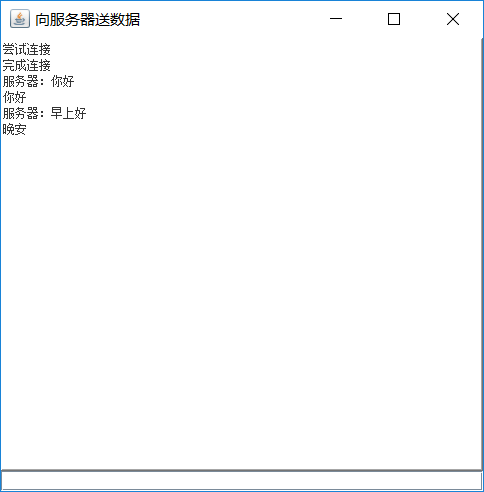 向服务器送数据
尝试连接
完成连接
服务器：你好
你好
服务器：早上好
晚安